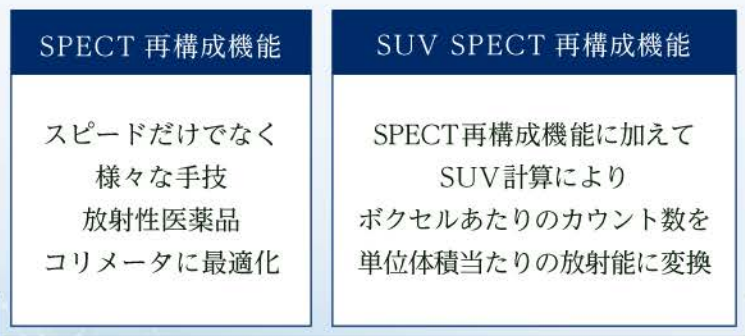 SPECT 再構成機能
スピードだけでなく
様々な手技
放射性医薬品
コリメータに最適化
SUV SPECT 再構成機能
SPECT再構成機能に加えて
SUV計算により
ボクセルあたりのカウント数を
単位体積当たりの放射能に変換